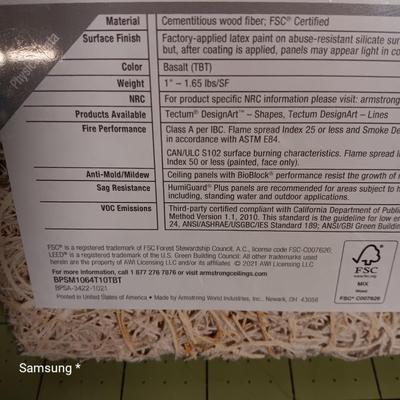 Material Cementitious wood fiber; FSC® Certified
Surface Finish Factory-applied latex paint on abuse-resistant silicate
but, after coating is applied, panels may appear light in
Color Basalt (TBT)
Weight 1" – 1.65 lbs/SF
NRC For product specific NRC information please visit:
Products Available Tectum® DesignArt™ – Shapes, Tectum DesignArt – Lines
Fire Performance Class A per IBC. Flame spread Index 25 or less and Smoke
in accordance with ASTM E84.
CAN/ULC S102 surface burning characteristics. Flame spread
Index 50 or less (painted, face only).
Anti-Mold/Mildew Ceiling panels with BioBlock® performance resist the growth of
Sag Resistance HumiGuard® Plus panels are recommended for areas subject to
including, standing water and outdoor applications.
VOC Emissions Third-party certified compliant with California Department of
Method Version 1.1, 2010. This standard is the guideline for low
24, ANSI/ASHRAE/USGBC/IES Standard 189; ANSI/GBI Green
FSC® is a registered trademark of FSC Forest Stewardship Council, A.C., license code FSC-C007626;
LEED® is a registered trademark of the U.S. Green Building Council; All other trademarks used
herein are the property of AWI Licensing LLC and/or its affiliates © 2021 AWI Licensing LLC
For more information, call 1 877 276 7876 or visit armstrongceilings.com
BPSM1064T10TBT
BPSA-3422-1021
Printed in United States of America • Made by Armstrong World Industries, Inc., Newark, OH 43056
FSC
MIX
FSC® C007626
Samsung *